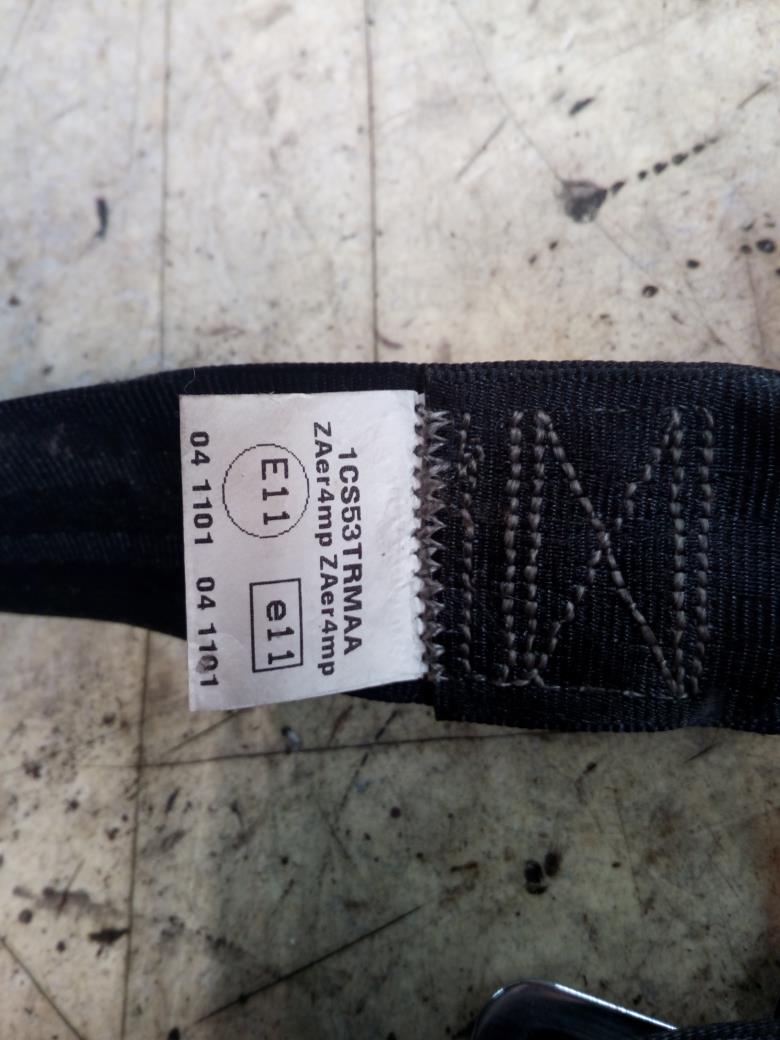 1CS53TRMAA
ZAer4mp ZAer4mp
E11 e11
04 1101 04 1101